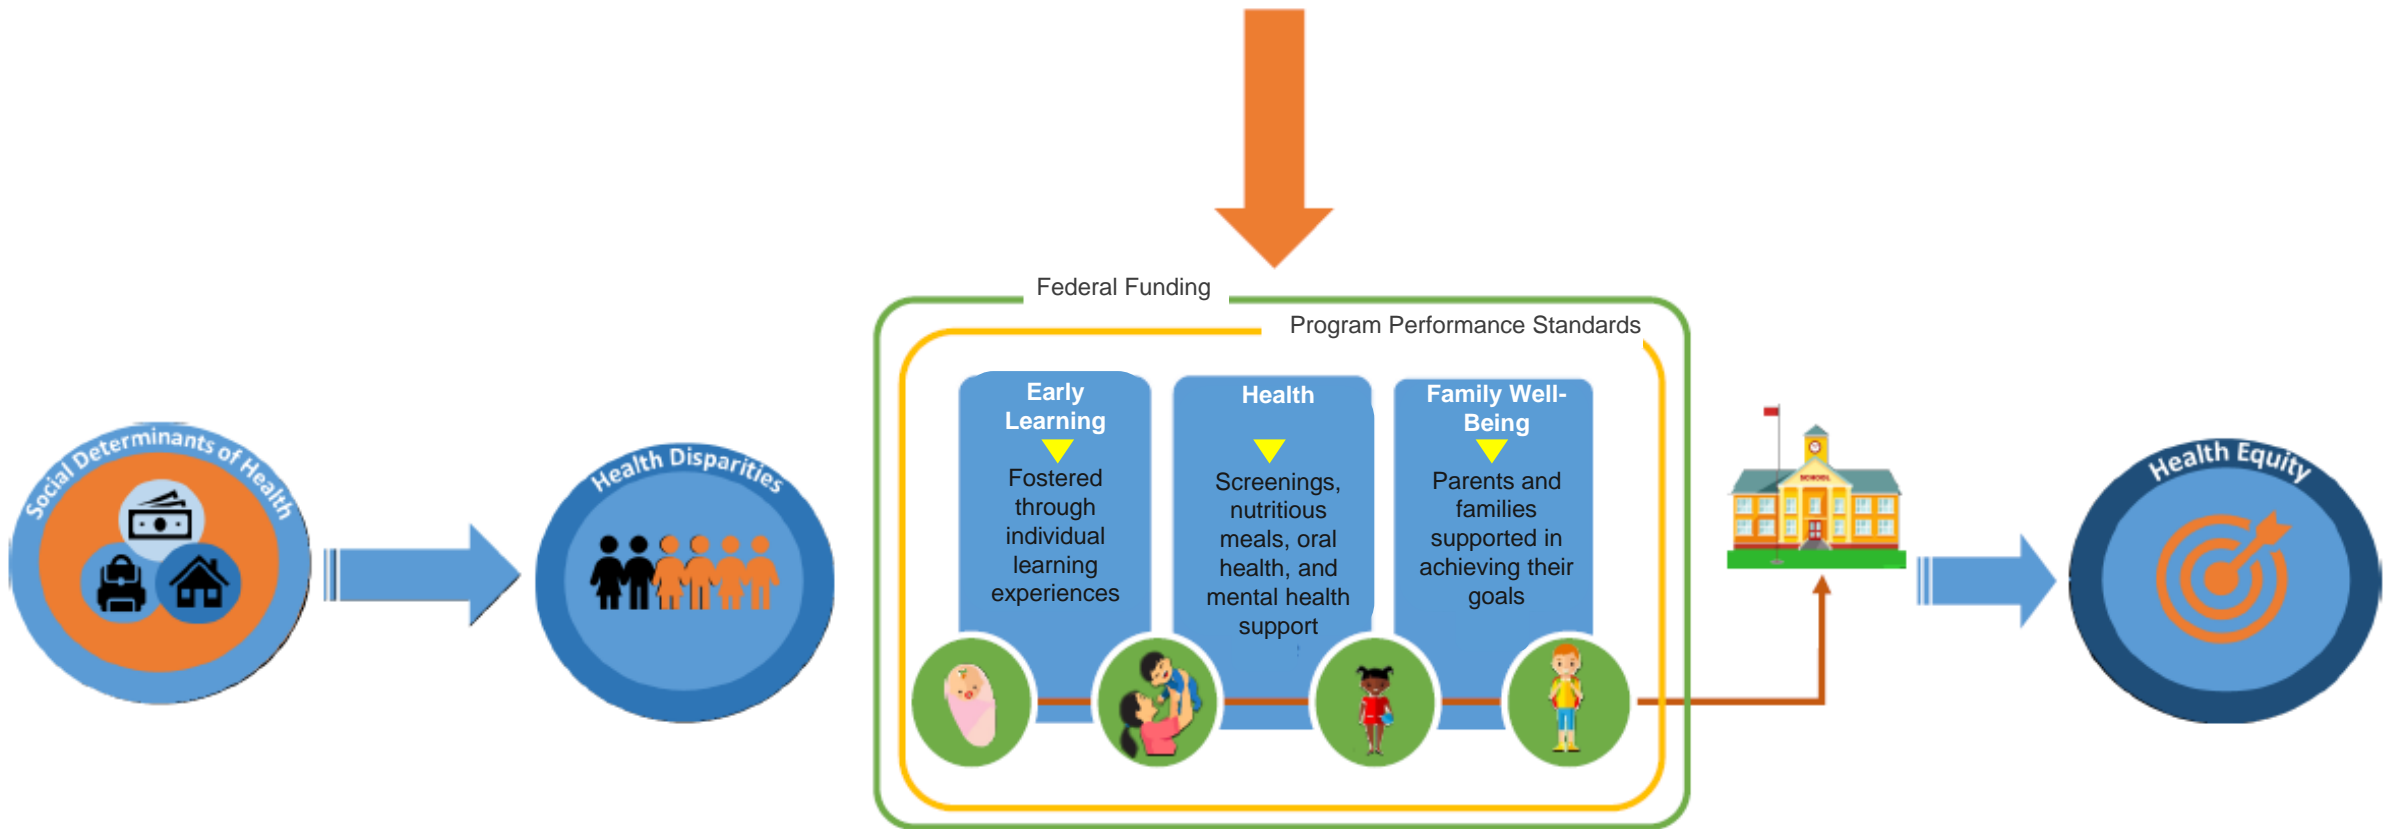 Federal Funding
Program Performance Standards
Social Determinants of Health
Health Disparities
Early
Learning
Fostered
through
individual
learning
experiences
Health
Screenings,
nutritious
meals, oral
health, and
mental health
support
Family Well-
Being
Parents and
families
supported in
achieving their
goals
SCHOOL
Health Equity